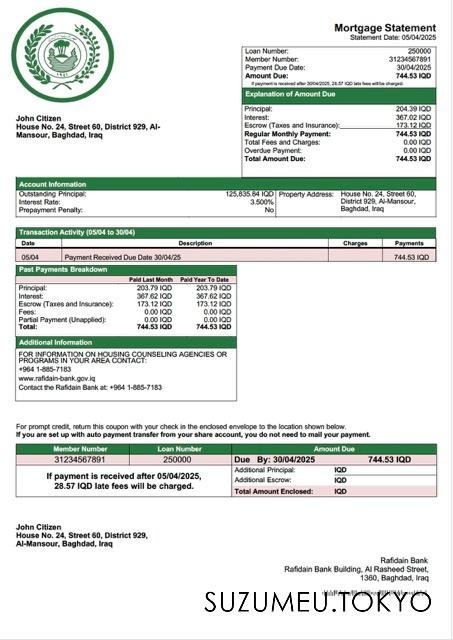 Mortgage Statement
Statement Date: 05/04/2025
Loan Number: 250000
Member Number: 31234567891
Payment Due Date: 30/04/2025
Amount Due: 744.53 IQD
If payment is received after 30/04/2025, 28.57 IQD late fees will be charged.
Explanation of Amount Due
Principal: 204.39 IQD
Interest: 367.02 IQD
Escrow (Taxes and Insurance): 173.12 IQD
Regular Monthly Payment: 744.53 IQD
Total Fees and Charges: 0.00 IQD
Overdue Payment: 0.00 IQD
Total Amount Due: 744.53 IQD
John Citizen
House No. 24, Street 60, District 929, Al-
Mansour, Baghdad, Iraq
Account Information
Outstanding Principal: 125,835.84 IQD
Interest Rate: 3.500%
Prepayment Penalty: No
Property Address: House No. 24, Street 60,
District 929, Al-Mansour,
Baghdad, Iraq
Transaction Activity (05/04 to 30/04)
Date Description Charges Payments
05/04 Payment Received Due Date 30/04/25 744.53 IQD
Past Payments Breakdown
Paid Last Month Paid Year To Date
Principal: 203.79 IQD 203.79 IQD
Interest: 367.62 IQD 367.62 IQD
Escrow (Taxes and Insurance): 173.12 IQD 173.12 IQD
Fees: 0.00 IQD 0.00 IQD
Partial Payment (Unapplied): 0.00 IQD 0.00 IQD
Total: 744.53 IQD 744.53 IQD
Additional Information
FOR INFORMATION ON HOUSING COUNSELING AGENCIES OR
PROGRAMS IN YOUR AREA CONTACT:
+964 1-885-7183
www.rafidain-bank.gov.iq
Contact the Rafidain Bank at: +964 1-885-7183
For prompt credit, return this coupon with your check in the enclosed envelope to the location shown below.
If you are set up with auto payment transfer from your share account, you do not need to mail your payment.
Member Number Loan Number Amount Due
31234567891 250000 Due By: 30/04/2025 744.53 IQD
If payment is received after 05/04/2025,
28.57 IQD late fees will be charged.
Additional Principal: IQD
Additional Escrow: IQD
Total Amount Enclosed: IQD
John Citizen
House No. 24, Street 60, District 929,
Al-Mansour, Baghdad, Iraq
Rafidain Bank
Rafidain Bank Building, Al Rasheed Street,
1360, Baghdad, Iraq
SUZUMEU.TOKYO